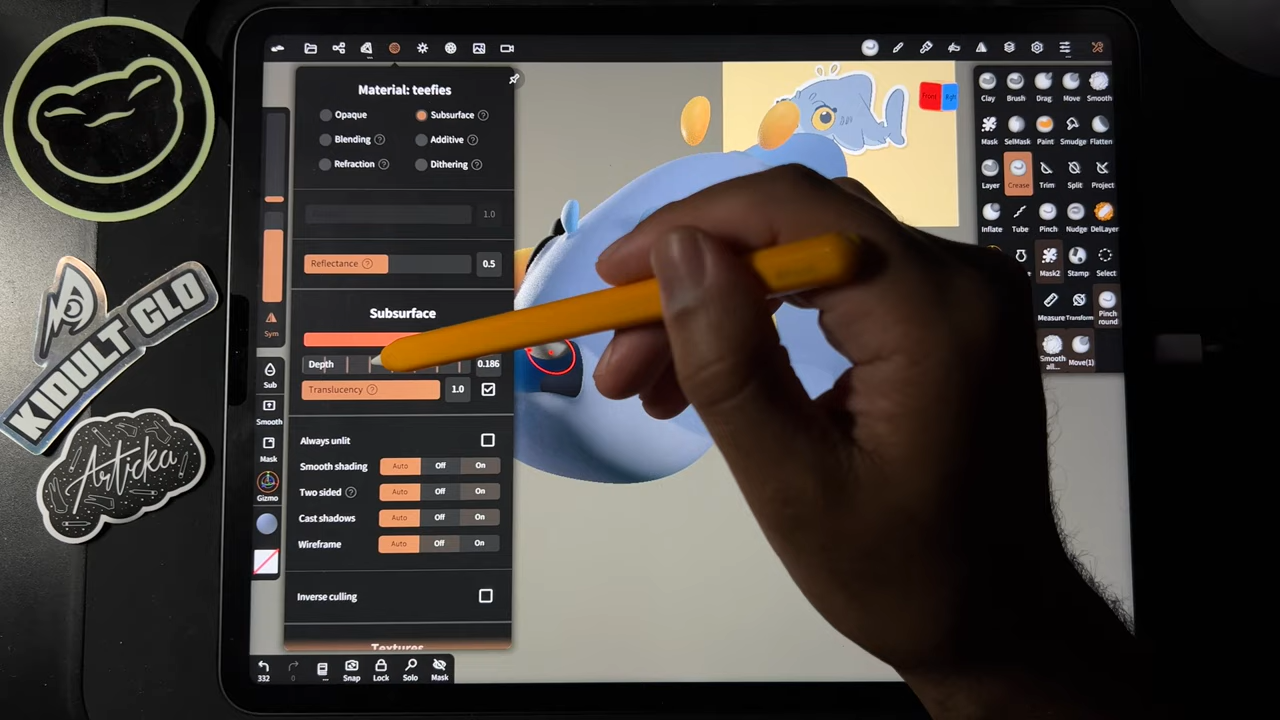 KIDULT CLO
Articka
Material: teefies
Opaque
Subsurface ?
Blending ?
Additive ?
Refraction ?
Dithering ?
1.0
Reflectance ?
0.5
Subsurface
Depth
0.186
Translucency ?
1.0
Always unlit
Smooth shading
Auto
Off
On
Two sided ?
Auto
Off
On
Cast shadows
Auto
Off
On
Wireframe
Auto
Off
On
Inverse culling
Textures
Sym
Sub
Smooth
Mask
Gizmo
332
0
...
Snap
Lock
Solo
Mask
Front
Right
Clay
Brush
Drag
Move
Smooth
Mask
SelMask
Paint
Smudge
Flatten
Layer
Crease
Trim
Split
Project
Inflate
Tube
Pinch
Nudge
DelLayer
Mask2
Stamp
Select
Measure
Transform
Pinch
round
Smooth
all...
Move(1)